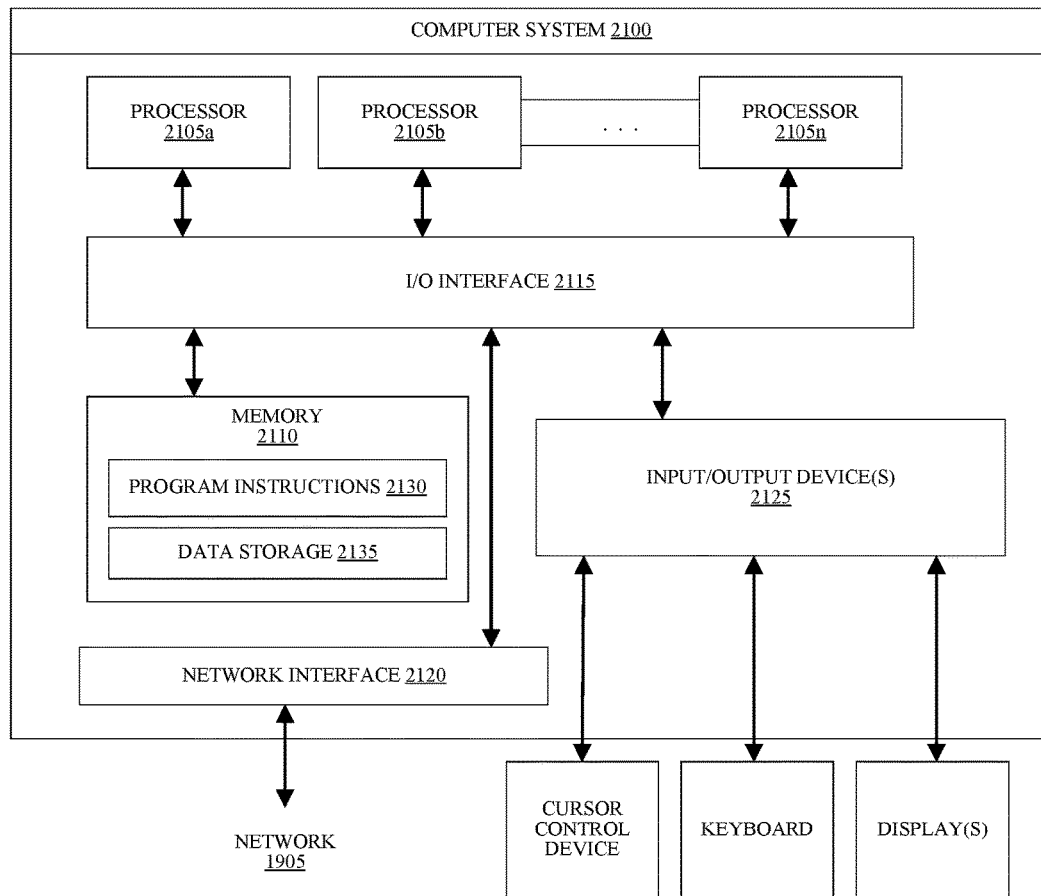 COMPUTER SYSTEM 2100
PROCESSOR
2105a
PROCESSOR
2105b
. . .
PROCESSOR
2105n
I/O INTERFACE 2115
MEMORY
2110
PROGRAM INSTRUCTIONS 2130
DATA STORAGE 2135
INPUT/OUTPUT DEVICE(S)
2125
NETWORK INTERFACE 2120
NETWORK
1905
CURSOR
CONTROL
DEVICE
KEYBOARD
DISPLAY(S)